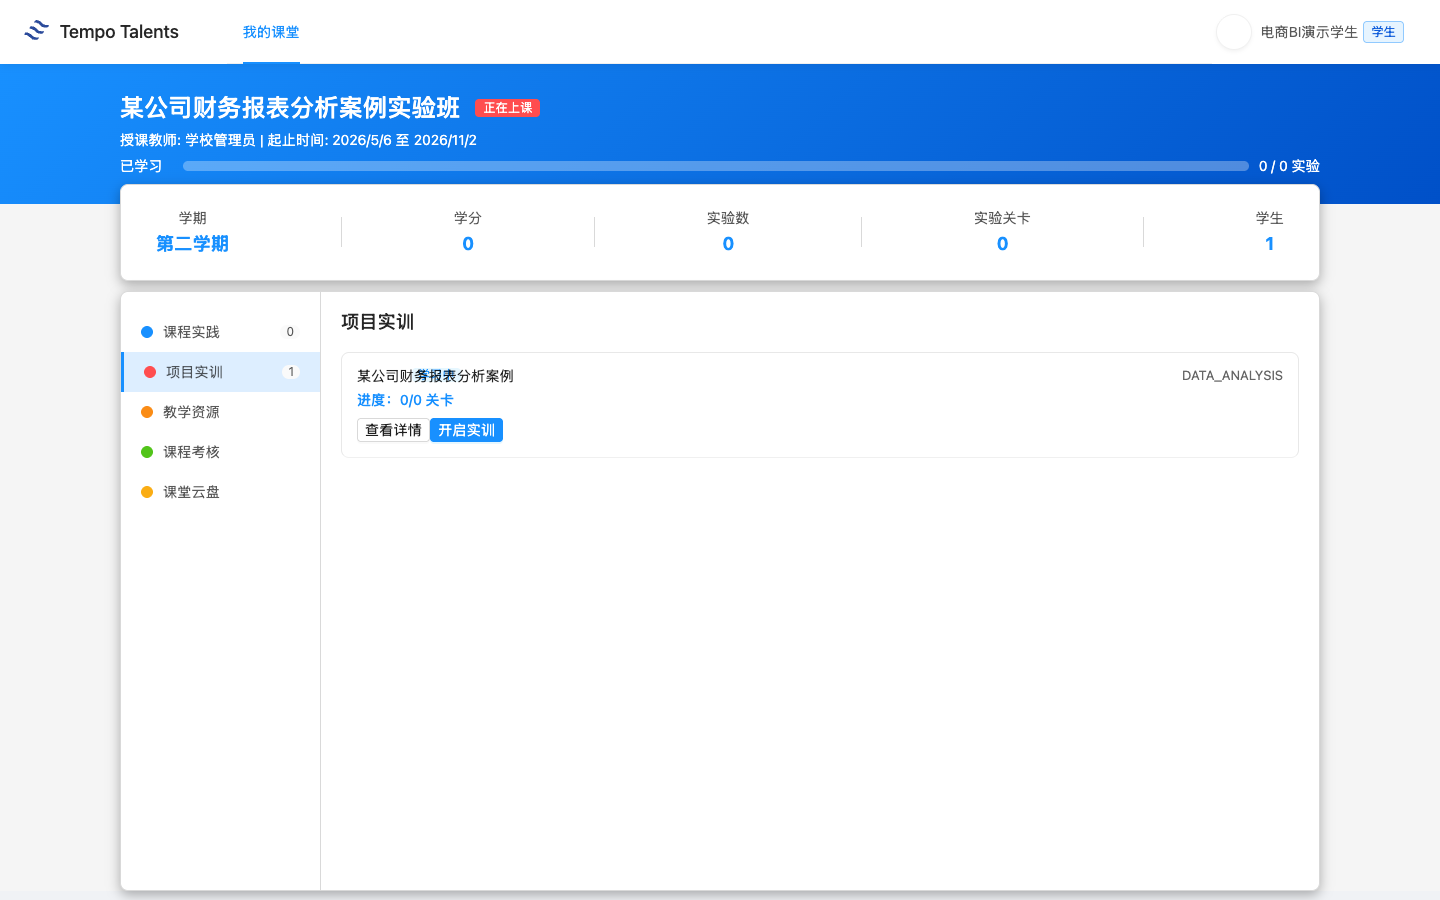 Tempo Talents
我的课堂
电商BI演示学生
学生
某公司财务报表分析案例实验班
正在上课
授课教师: 学校管理员 | 起止时间: 2026/5/6 至 2026/11/2
已学习
0 / 0 实验
学期
第二学期
学分
0
实验数
0
实验关卡
0
学生
1
课程实践
0
项目实训
1
教学资源
课程考核
课堂云盘
项目实训
某公司财务报表分析案例
DATA_ANALYSIS
进度：0/0 关卡
查看详情
开启实训